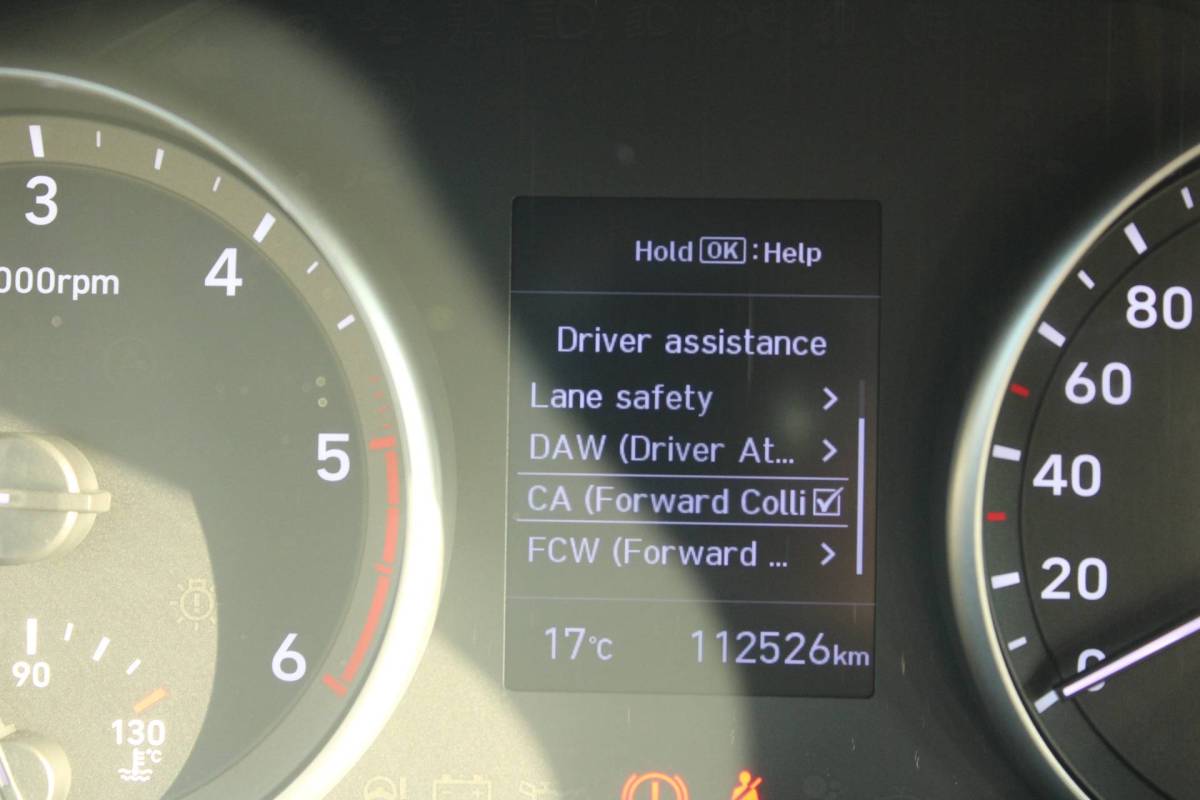 Hold OK : Help
Driver assistance
Lane safety >
DAW (Driver At... >
CA (Forward Colli
FCW (Forward ... >
17°C 112526km
3
4
5
6
000rpm
90
130
°C
80
60
40
20
0